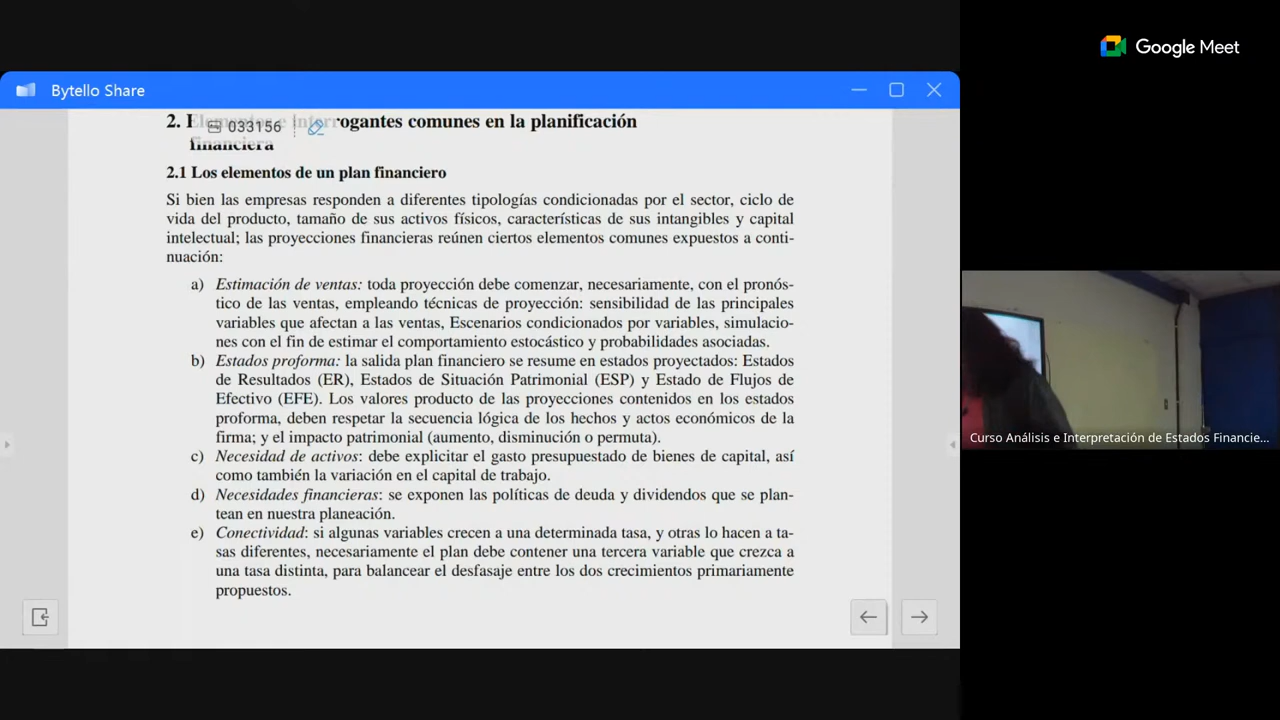 Google Meet
Bytello Share
2. Elementos e interrogantes comunes en la planificación
033156
financiera
2.1 Los elementos de un plan financiero
Si bien las empresas responden a diferentes tipologías condicionadas por el sector, ciclo de
vida del producto, tamaño de sus activos físicos, características de sus intangibles y capital
intelectual; las proyecciones financieras reúnen ciertos elementos comunes expuestos a conti-
nuación:
a) Estimación de ventas: toda proyección debe comenzar, necesariamente, con el pronós-
tico de las ventas, empleando técnicas de proyección: sensibilidad de las principales
variables que afectan a las ventas, Escenarios condicionados por variables, simulacio-
nes con el fin de estimar el comportamiento estocástico y probabilidades asociadas.
b) Estados proforma: la salida plan financiero se resume en estados proyectados: Estados
de Resultados (ER), Estados de Situación Patrimonial (ESP) y Estado de Flujos de
Efectivo (EFE). Los valores producto de las proyecciones contenidos en los estados
proforma, deben respetar la secuencia lógica de los hechos y actos económicos de la
firma; y el impacto patrimonial (aumento, disminución o permuta).
c) Necesidad de activos: debe explicitar el gasto presupuestado de bienes de capital, así
como también la variación en el capital de trabajo.
d) Necesidades financieras: se exponen las políticas de deuda y dividendos que se plan-
tean en nuestra planeación.
e) Conectividad: si algunas variables crecen a una determinada tasa, y otras lo hacen a ta-
sas diferentes, necesariamente el plan debe contener una tercera variable que crezca a
una tasa distinta, para balancear el desfasaje entre los dos crecimientos primariamente
propuestos.
Curso Análisis e Interpretación de Estados Financie...